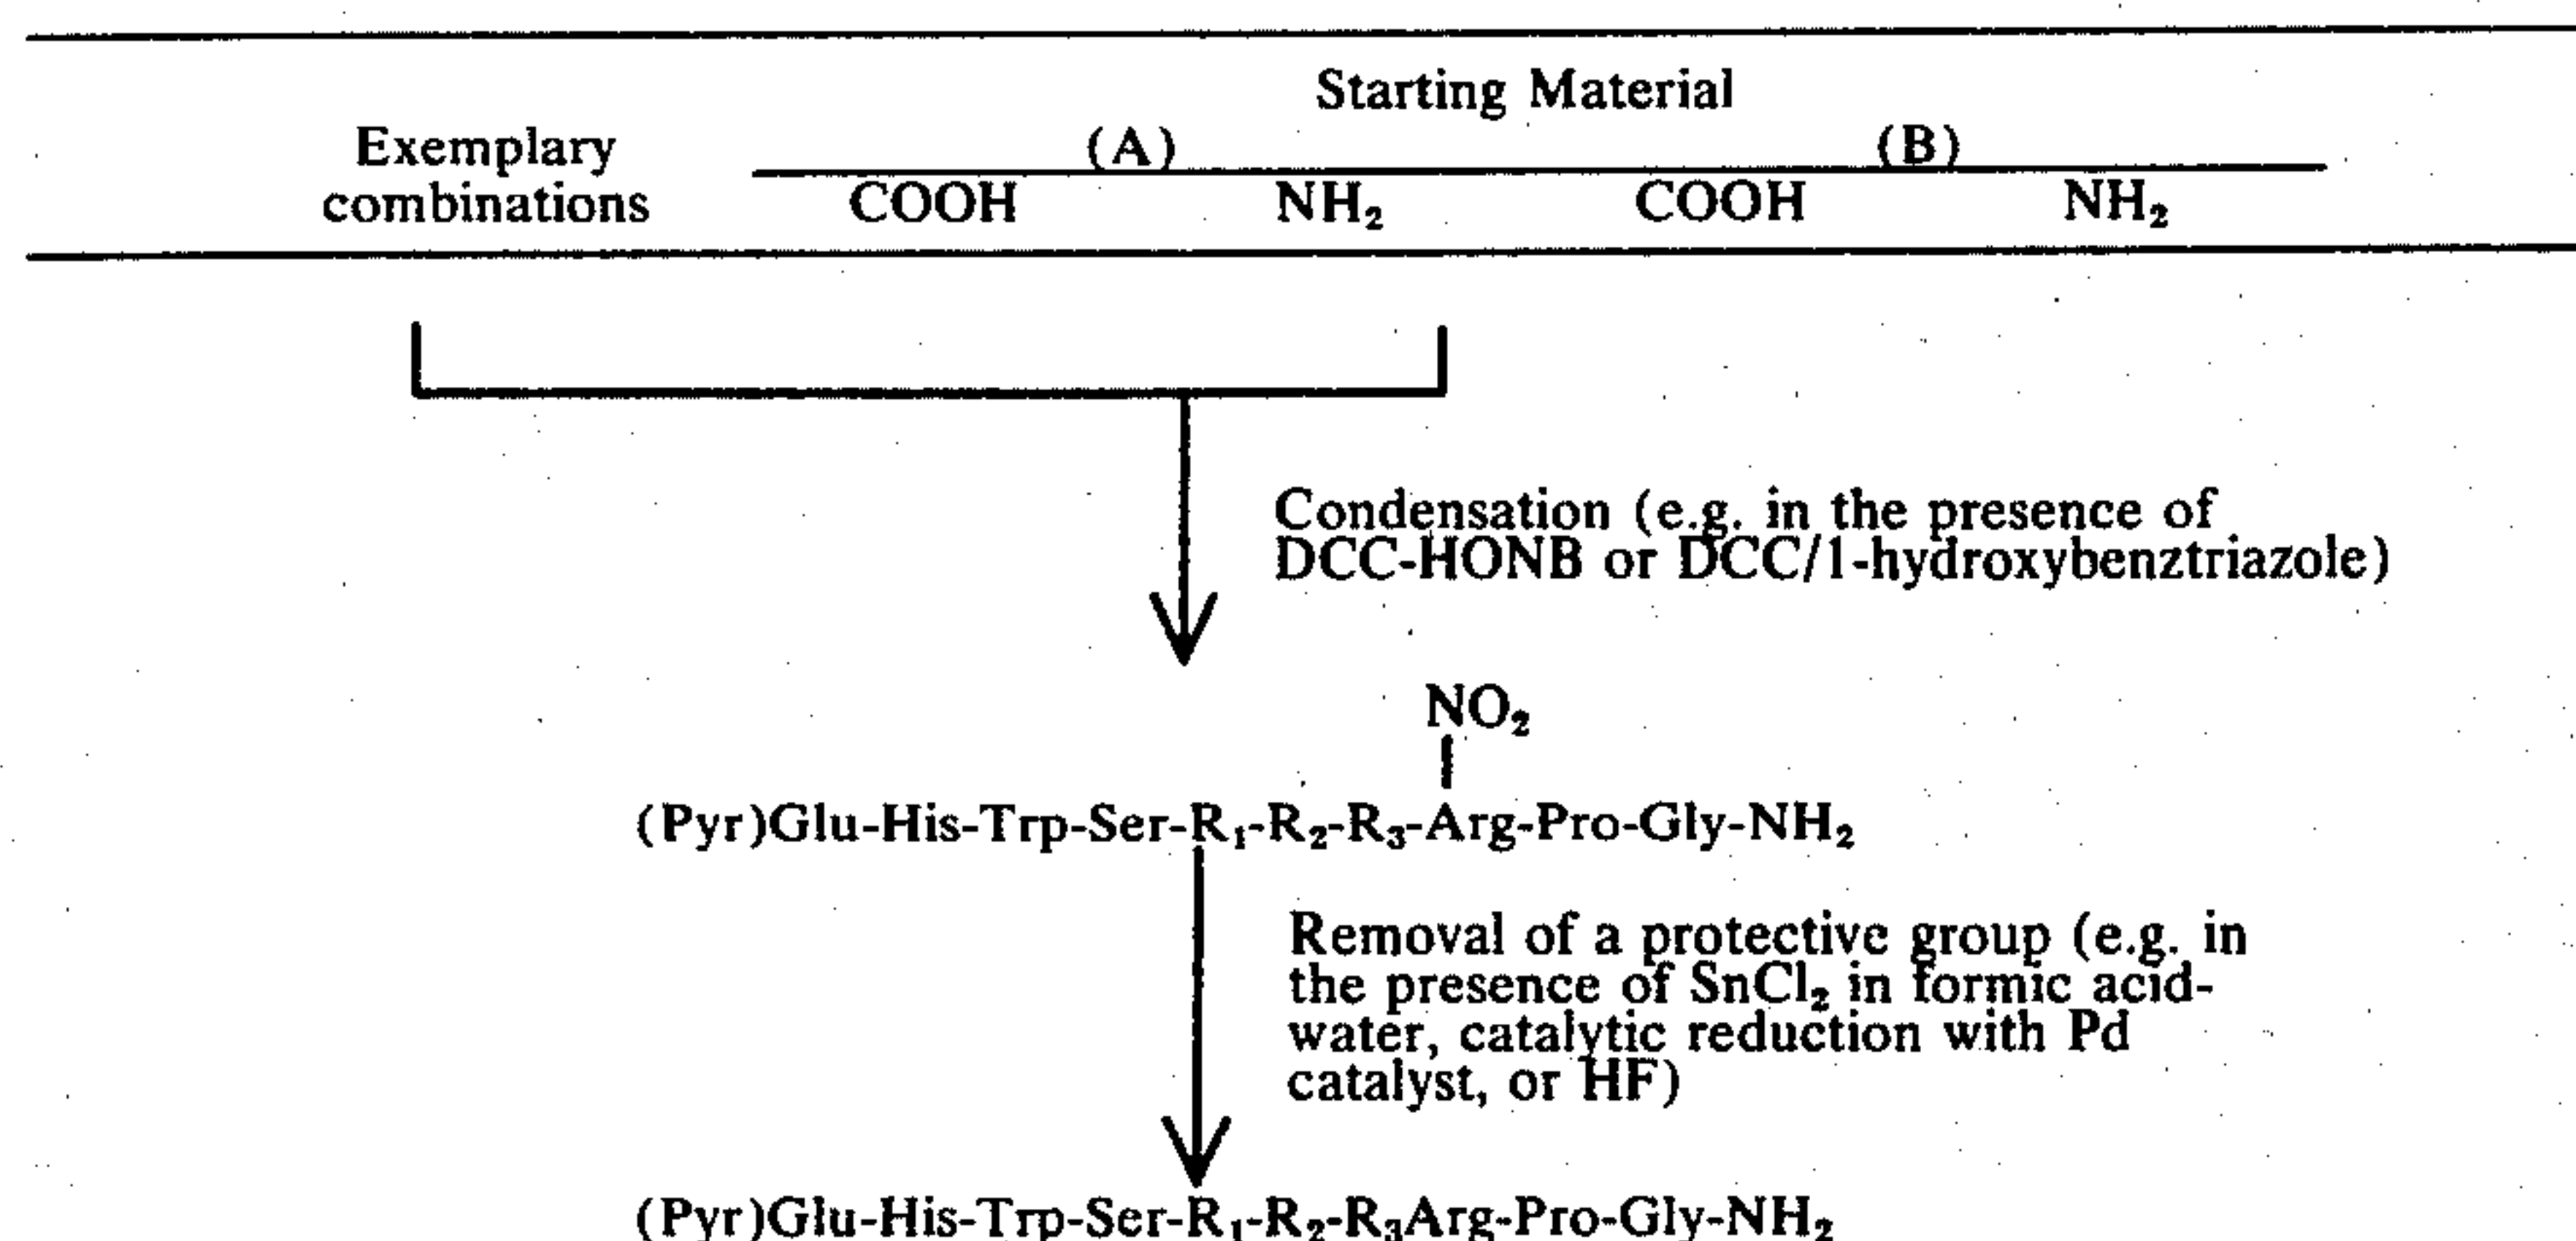 Starting Material
Exemplary (A) (B)
combinations COOH NH₂ COOH NH₂
Condensation (e.g. in the presence of
DCC-HONB or DCC/1-hydroxybenztriazole)
NO₂
(Pyr)Glu-His-Trp-Ser-R₁-R₂-R₃-Arg-Pro-Gly-NH₂
Removal of a protective group (e.g. in
the presence of SnCl₂ in formic acid-
water, catalytic reduction with Pd
catalyst, or HF)
(Pyr)Glu-His-Trp-Ser-R₁-R₂-R₃Arg-Pro-Gly-NH₂